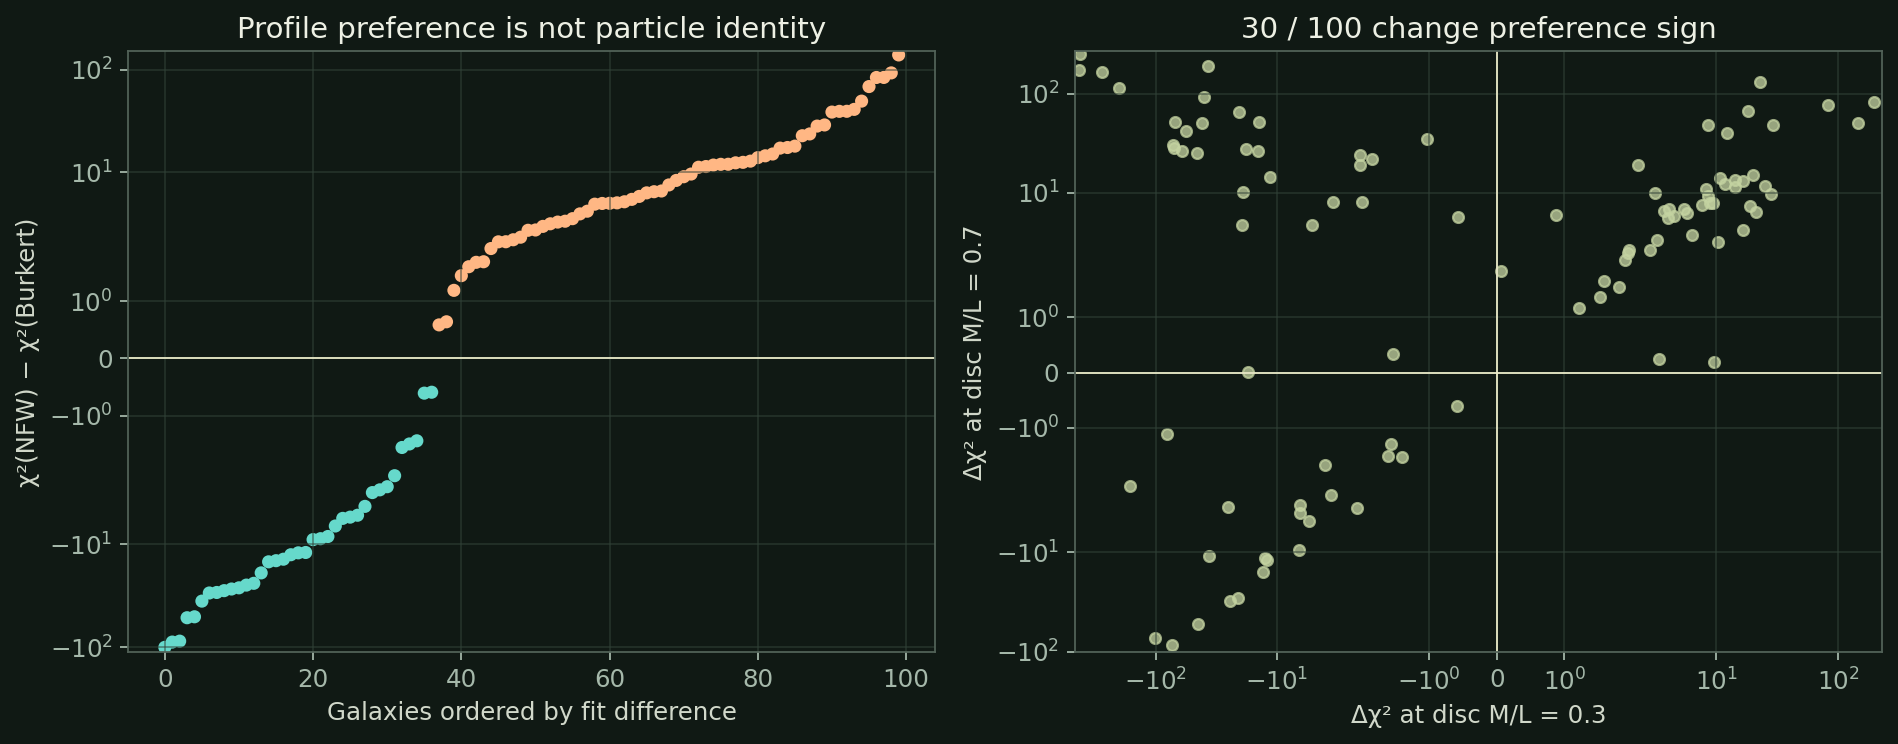 Profile preference is not particle identity
χ²(NFW) − χ²(Burkert)
10²
10¹
10⁰
0
−10⁰
−10¹
−10²
0 20 40 60 80 100
Galaxies ordered by fit difference
30 / 100 change preference sign
Δχ² at disc M/L = 0.7
10²
10¹
10⁰
0
−10⁰
−10¹
−10²
−10² −10¹ −10⁰ 0 10⁰ 10¹ 10²
Δχ² at disc M/L = 0.3